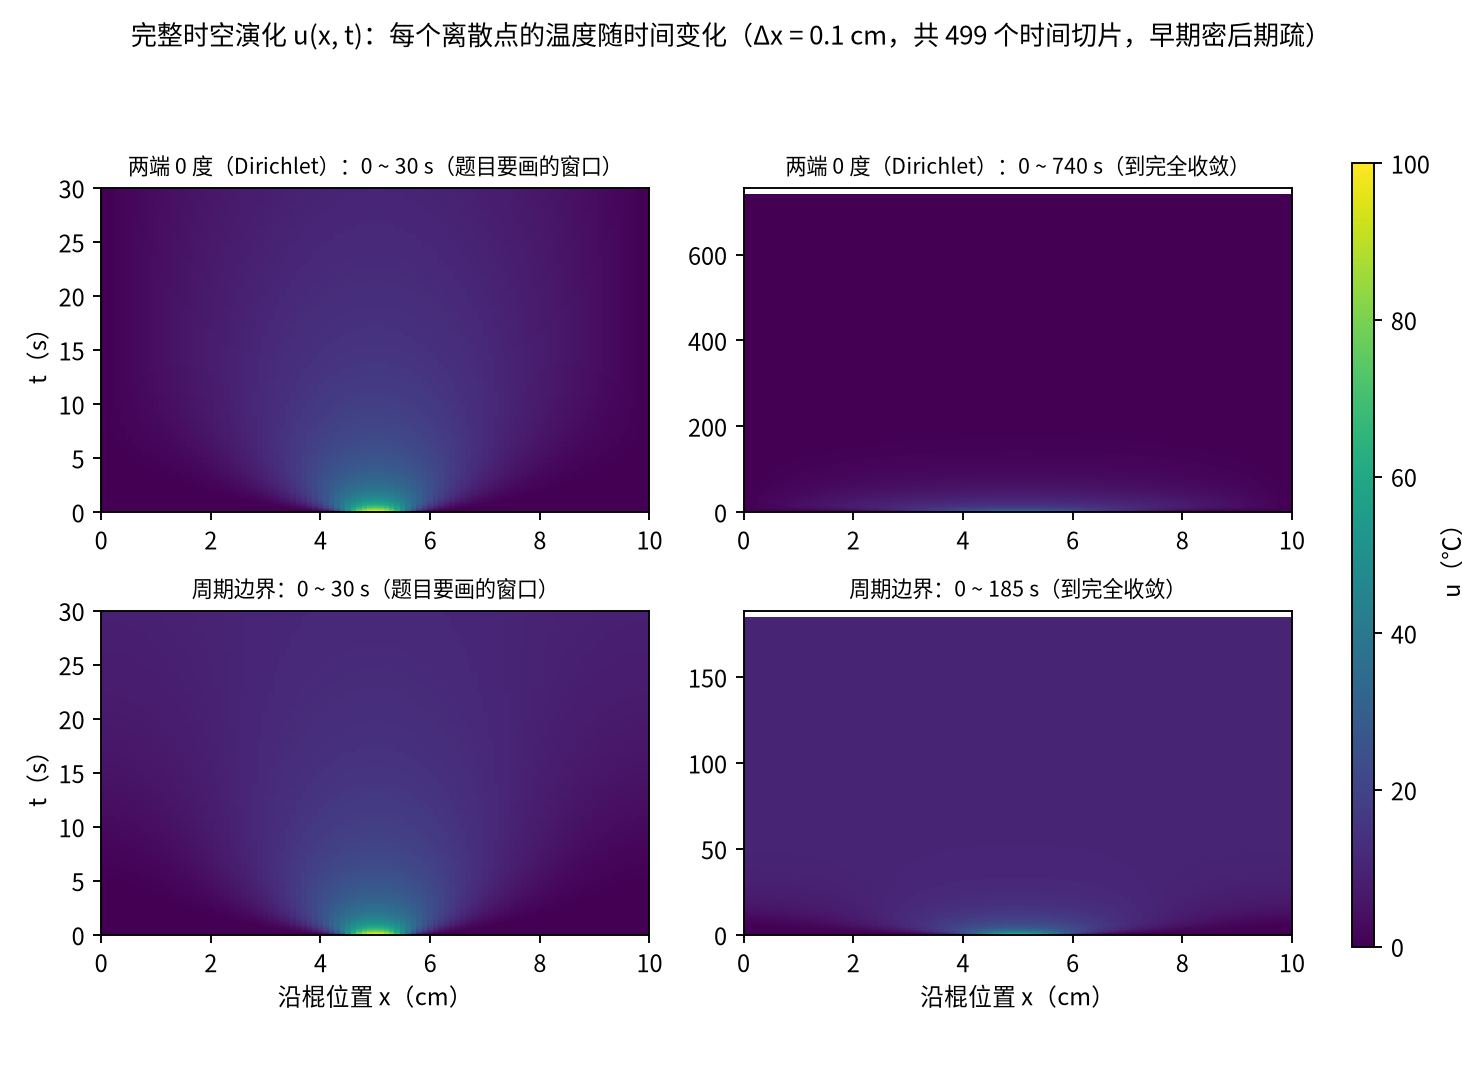 完整时空演化 u(x, t)：每个离散点的温度随时间变化（Δx = 0.1 cm，共 499 个时间切片，早期密后期疏）
两端 0 度（Dirichlet）：0 ~ 30 s（题目要画的窗口）
30
25
20
15
10
5
0
t（s）
0 2 4 6 8 10
两端 0 度（Dirichlet）：0 ~ 740 s（到完全收敛）
600
400
200
0
0 2 4 6 8 10
周期边界：0 ~ 30 s（题目要画的窗口）
30
25
20
15
10
5
0
t（s）
0 2 4 6 8 10
沿棍位置 x（cm）
周期边界：0 ~ 185 s（到完全收敛）
150
100
50
0
0 2 4 6 8 10
沿棍位置 x（cm）
100
80
60
40
20
0
u（℃）